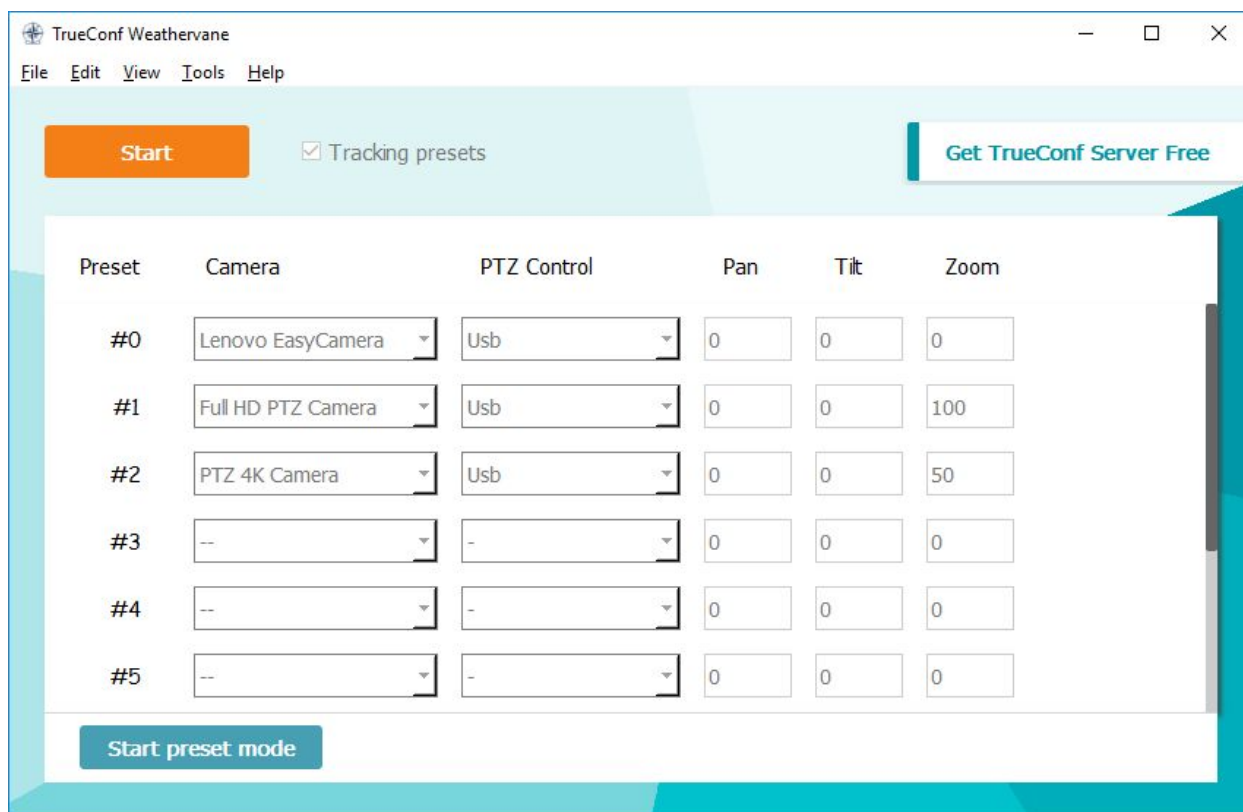 TrueConf Weathervane
File Edit View Tools Help
Start Tracking presets Get TrueConf Server Free
Preset Camera PTZ Control Pan Tilt Zoom
#0 Lenovo EasyCamera Usb 0 0 0
#1 Full HD PTZ Camera Usb 0 0 100
#2 PTZ 4K Camera Usb 0 0 50
#3 -- - 0 0 0
#4 -- - 0 0 0
#5 -- - 0 0 0
Start preset mode